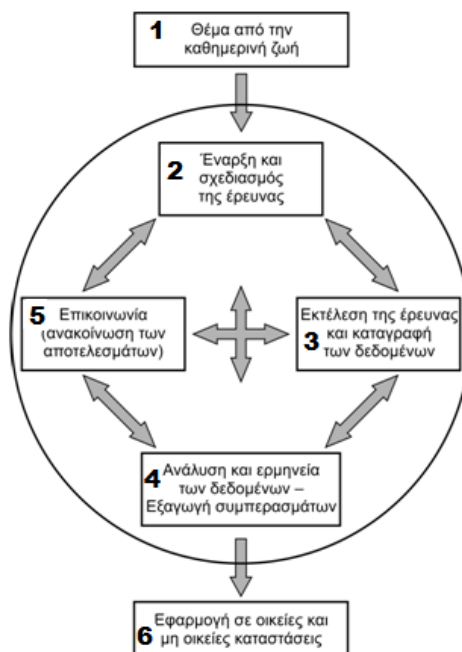 1 Θέμα από την
καθημερινή ζωή
2 Έναρξη και
σχεδιασμός
της έρευνας
5 Επικοινωνία
(ανακοίνωση των
αποτελεσμάτων)
Εκτέλεση της έρευνας
3 και καταγραφή
των δεδομένων
4 Ανάλυση και ερμηνεία
των δεδομένων –
Εξαγωγή συμπερασμάτων
Εφαρμογή σε οικείες και
6 μη οικείες καταστάσεις